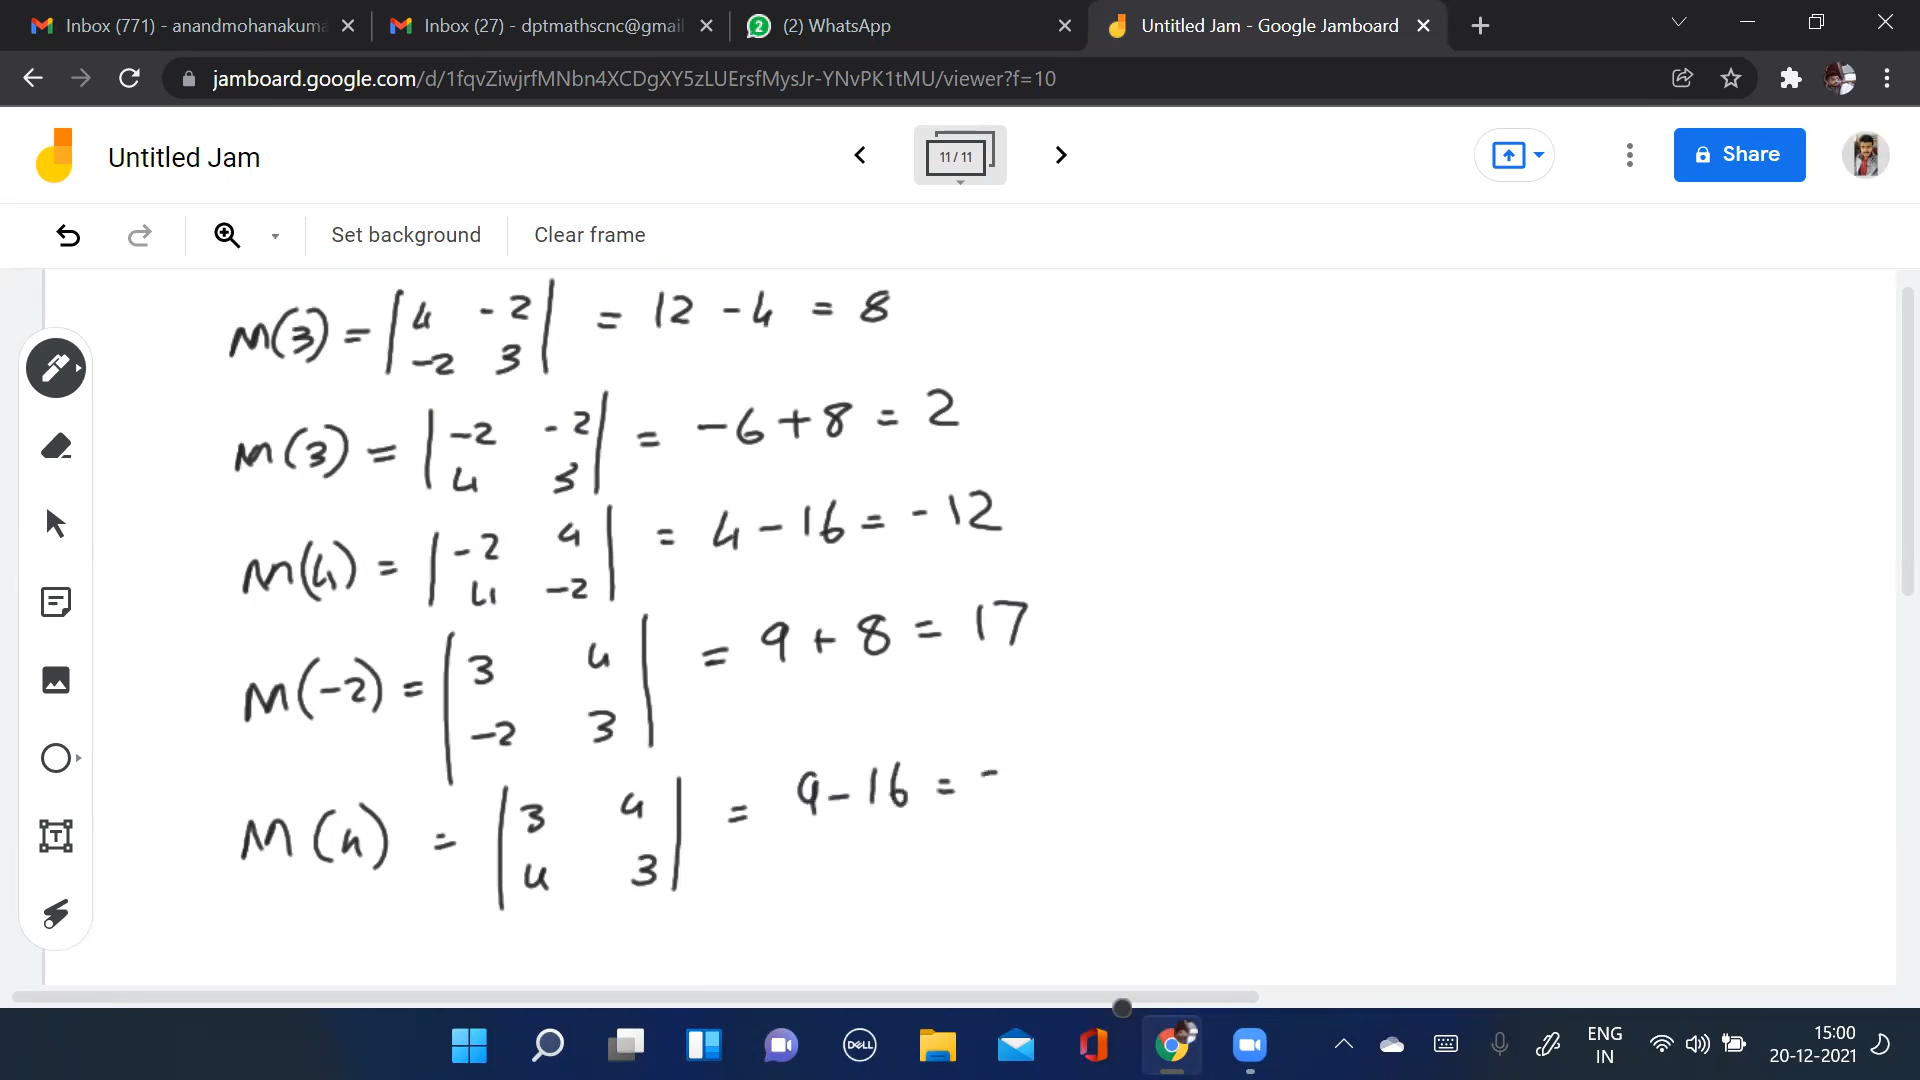 Inbox (771) - anandmohanakuma
Inbox (27) - dptmathscnc@gmail
(2) WhatsApp
Untitled Jam - Google Jamboard
jamboard.google.com/d/1fqvZiwjrfMNbn4XCDgXY5zLUErsfMysJr-YNvPK1tMU/viewer?f=10
Untitled Jam
11 / 11
Share
Set background
Clear frame
M(3) = | 4 -2 | = 12 - 4 = 8
-2 3
M(3) = | -2 -2 | = -6 + 8 = 2
4 3
M(4) = | -2 4 | = 4 - 16 = -12
4 -2
M(-2) = | 3 4 | = 9 + 8 = 17
-2 3
M(4) = | 3 4 | = 9 - 16 = -
4 3
DELL
ENG
IN
15:00
20-12-2021